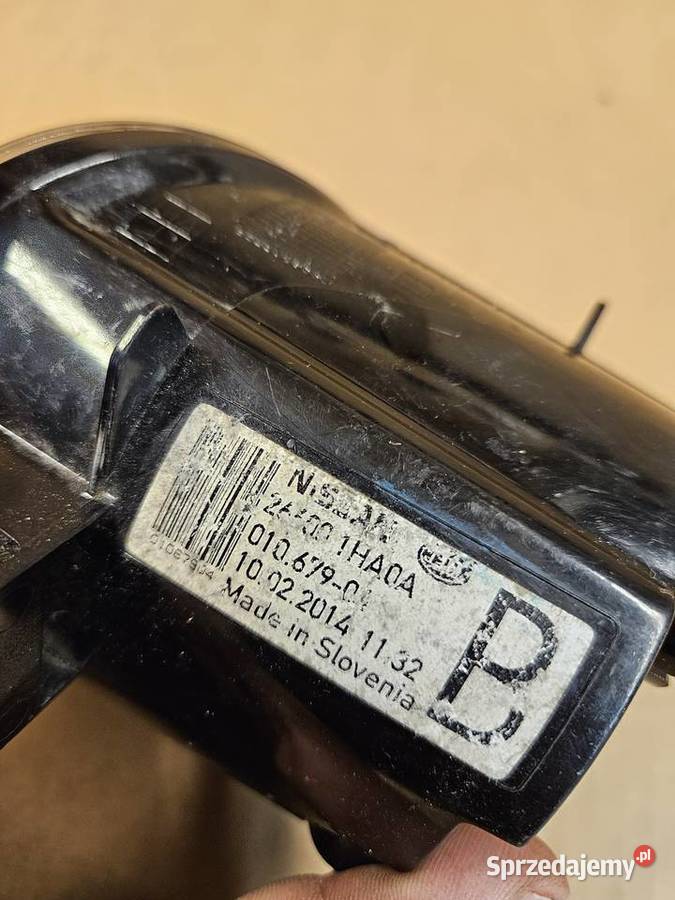 NISSAN
1HA0A
HELLA
010.679-04
10.02.2014 11:32
Made in Slovenia
Sprzedajemy.pl